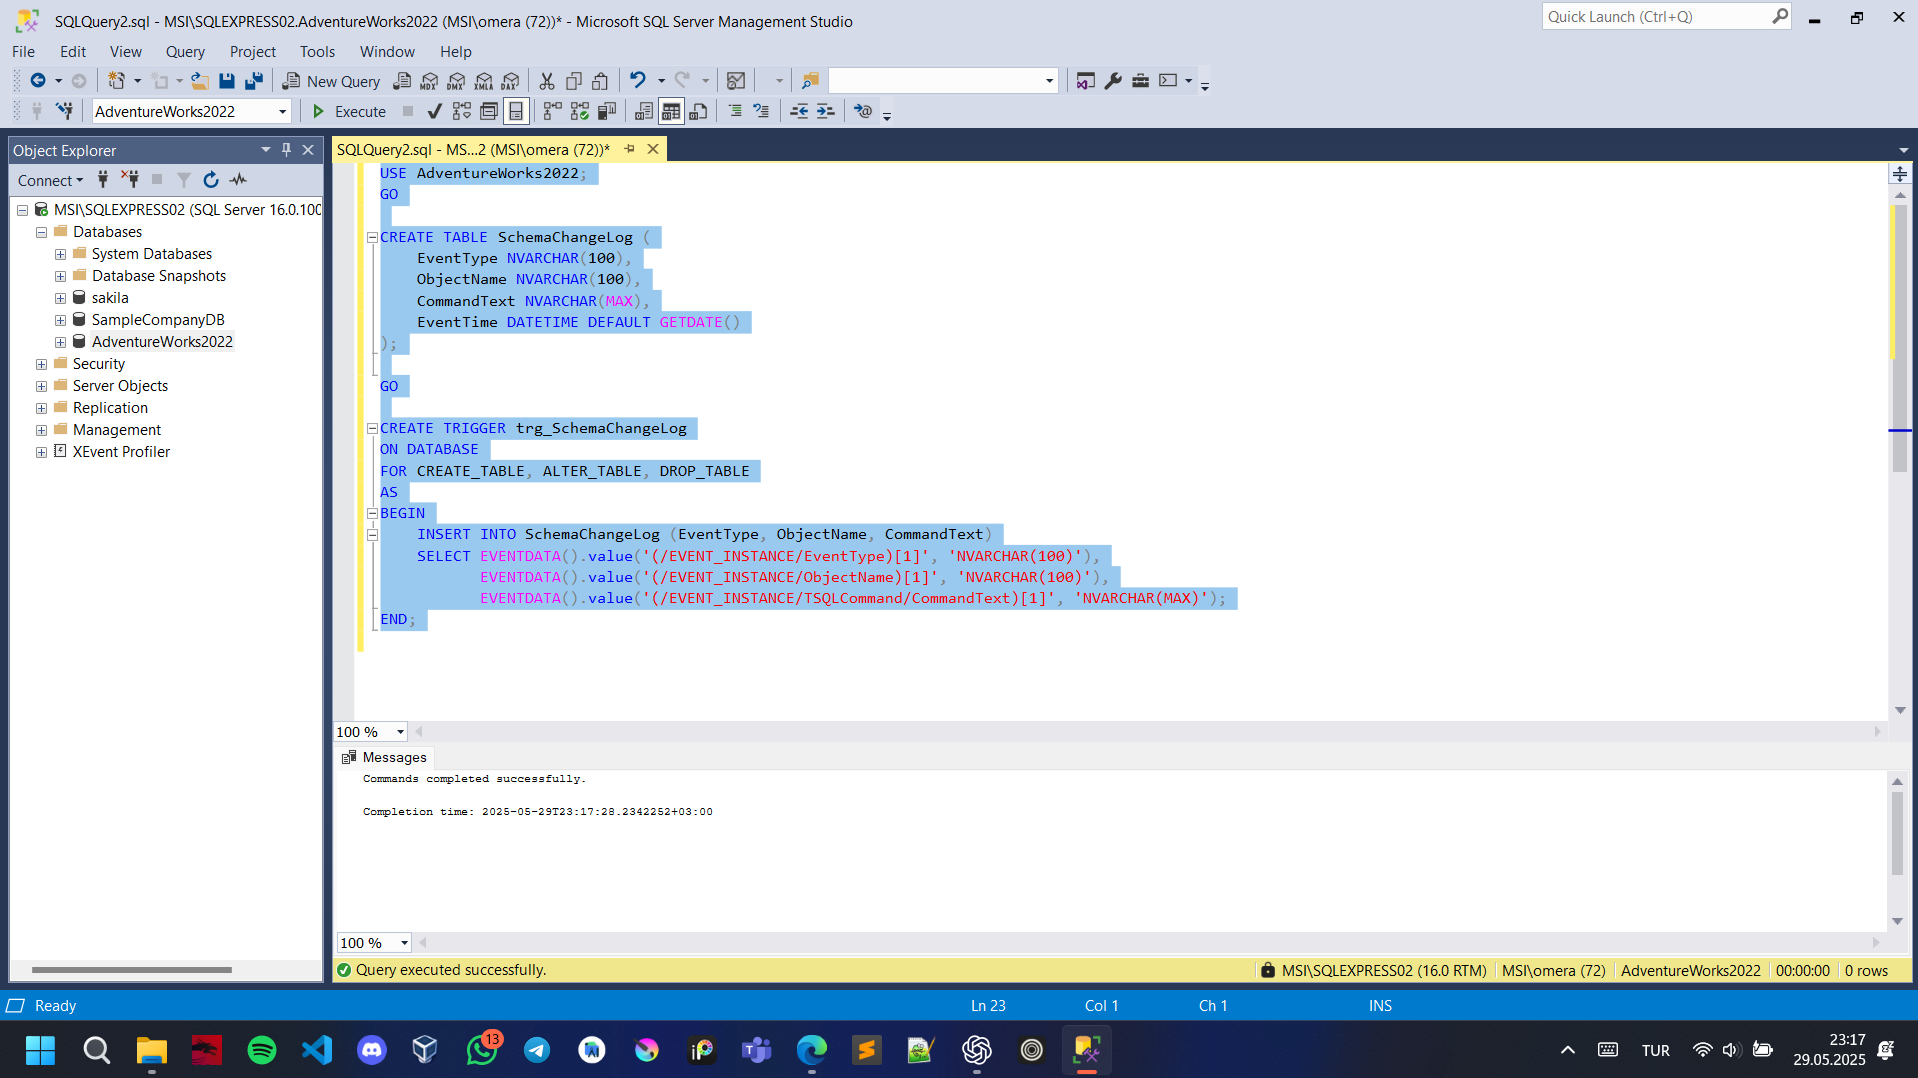 SQLQuery2.sql - MSI\SQLEXPRESS02.AdventureWorks2022 (MSI\omera (72))* - Microsoft SQL Server Management Studio
Quick Launch (Ctrl+Q)
File Edit View Query Project Tools Window Help
New Query MDX DMX XMLA DAX
AdventureWorks2022 Execute
Object Explorer
SQLQuery2.sql - MS...2 (MSI\omera (72))*
Connect
MSI\SQLEXPRESS02 (SQL Server 16.0.100
Databases
System Databases
Database Snapshots
sakila
SampleCompanyDB
AdventureWorks2022
Security
Server Objects
Replication
Management
XEvent Profiler
USE AdventureWorks2022;
GO
CREATE TABLE SchemaChangeLog (
EventType NVARCHAR(100),
ObjectName NVARCHAR(100),
CommandText NVARCHAR(MAX),
EventTime DATETIME DEFAULT GETDATE()
);
GO
CREATE TRIGGER trg_SchemaChangeLog
ON DATABASE
FOR CREATE_TABLE, ALTER_TABLE, DROP_TABLE
AS
BEGIN
INSERT INTO SchemaChangeLog (EventType, ObjectName, CommandText)
SELECT EVENTDATA().value('(/EVENT_INSTANCE/EventType)[1]', 'NVARCHAR(100)'),
EVENTDATA().value('(/EVENT_INSTANCE/ObjectName)[1]', 'NVARCHAR(100)'),
EVENTDATA().value('(/EVENT_INSTANCE/TSQLCommand/CommandText)[1]', 'NVARCHAR(MAX)');
END;
100 %
Messages
Commands completed successfully.
Completion time: 2025-05-29T23:17:28.2342252+03:00
100 %
Query executed successfully. MSI\SQLEXPRESS02 (16.0 RTM) MSI\omera (72) AdventureWorks2022 00:00:00 0 rows
Ready Ln 23 Col 1 Ch 1 INS
13
TUR
23:17
29.05.2025